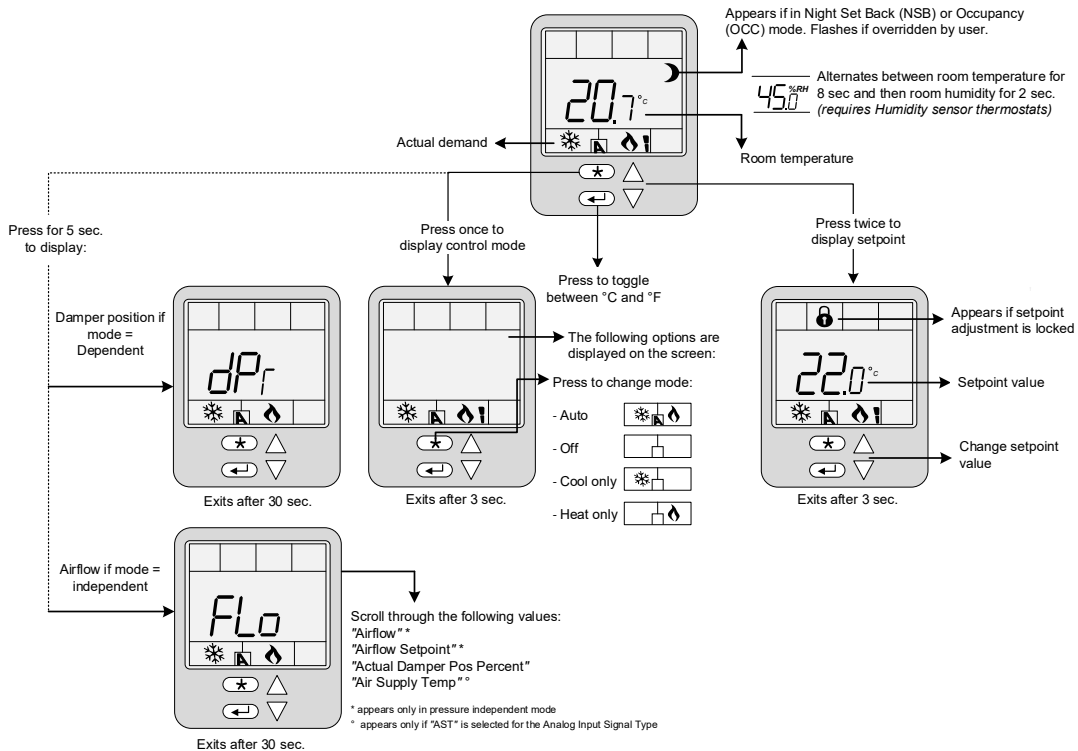 Appears if in Night Set Back (NSB) or Occupancy
(OCC) mode. Flashes if overridden by user.
20.7°c
45.0 %RH
Alternates between room temperature for
8 sec and then room humidity for 2 sec.
(requires Humidity sensor thermostats)
Actual demand
A
Room temperature
Press for 5 sec.
to display:
Press once to
display control mode
Press to toggle
between °C and °F
Press twice to
display setpoint
Damper position if
mode =
Dependent
dPr
A
Exits after 30 sec.
A
Exits after 3 sec.
The following options are
displayed on the screen:
Press to change mode:
- Auto
A
- Off
- Cool only
- Heat only
Appears if setpoint
adjustment is locked
22.0°c
Setpoint value
A
Change setpoint
value
Exits after 3 sec.
Airflow if mode =
independent
FLo
A
Exits after 30 sec.
Scroll through the following values:
"Airflow" *
"Airflow Setpoint" *
"Actual Damper Pos Percent"
"Air Supply Temp" °
* appears only in pressure independent mode
° appears only if "AST" is selected for the Analog Input Signal Type